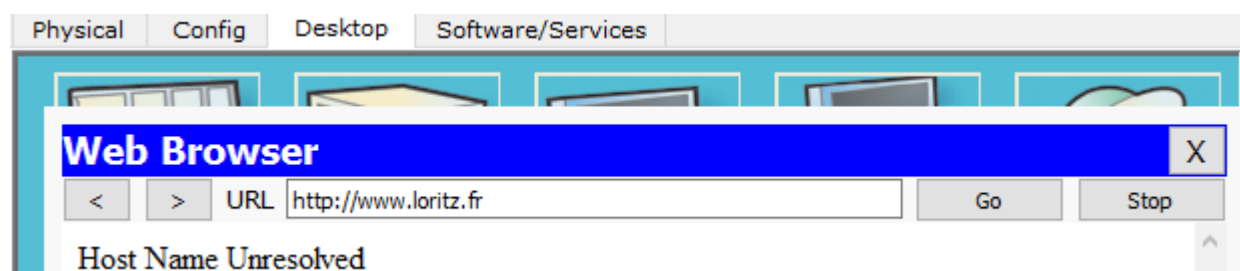 Physical Config Desktop Software/Services
Web Browser X
< > URL http://www.loritz.fr Go Stop
Host Name Unresolved